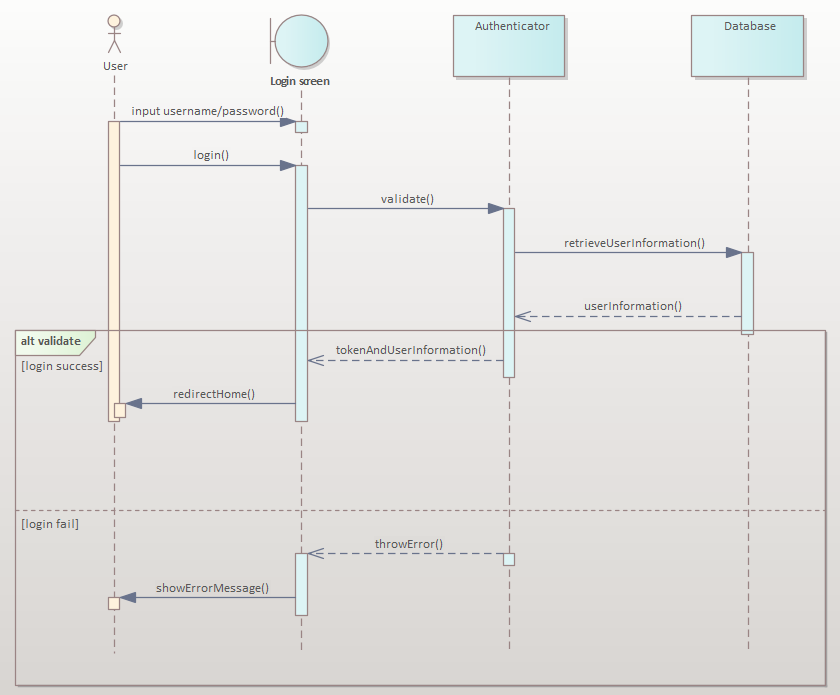 User
Login screen
Authenticator
Database
input username/password()
login()
validate()
retrieveUserInformation()
userInformation()
alt validate
tokenAndUserInformation()
[login success]
redirectHome()
[login fail]
throwError()
showErrorMessage()